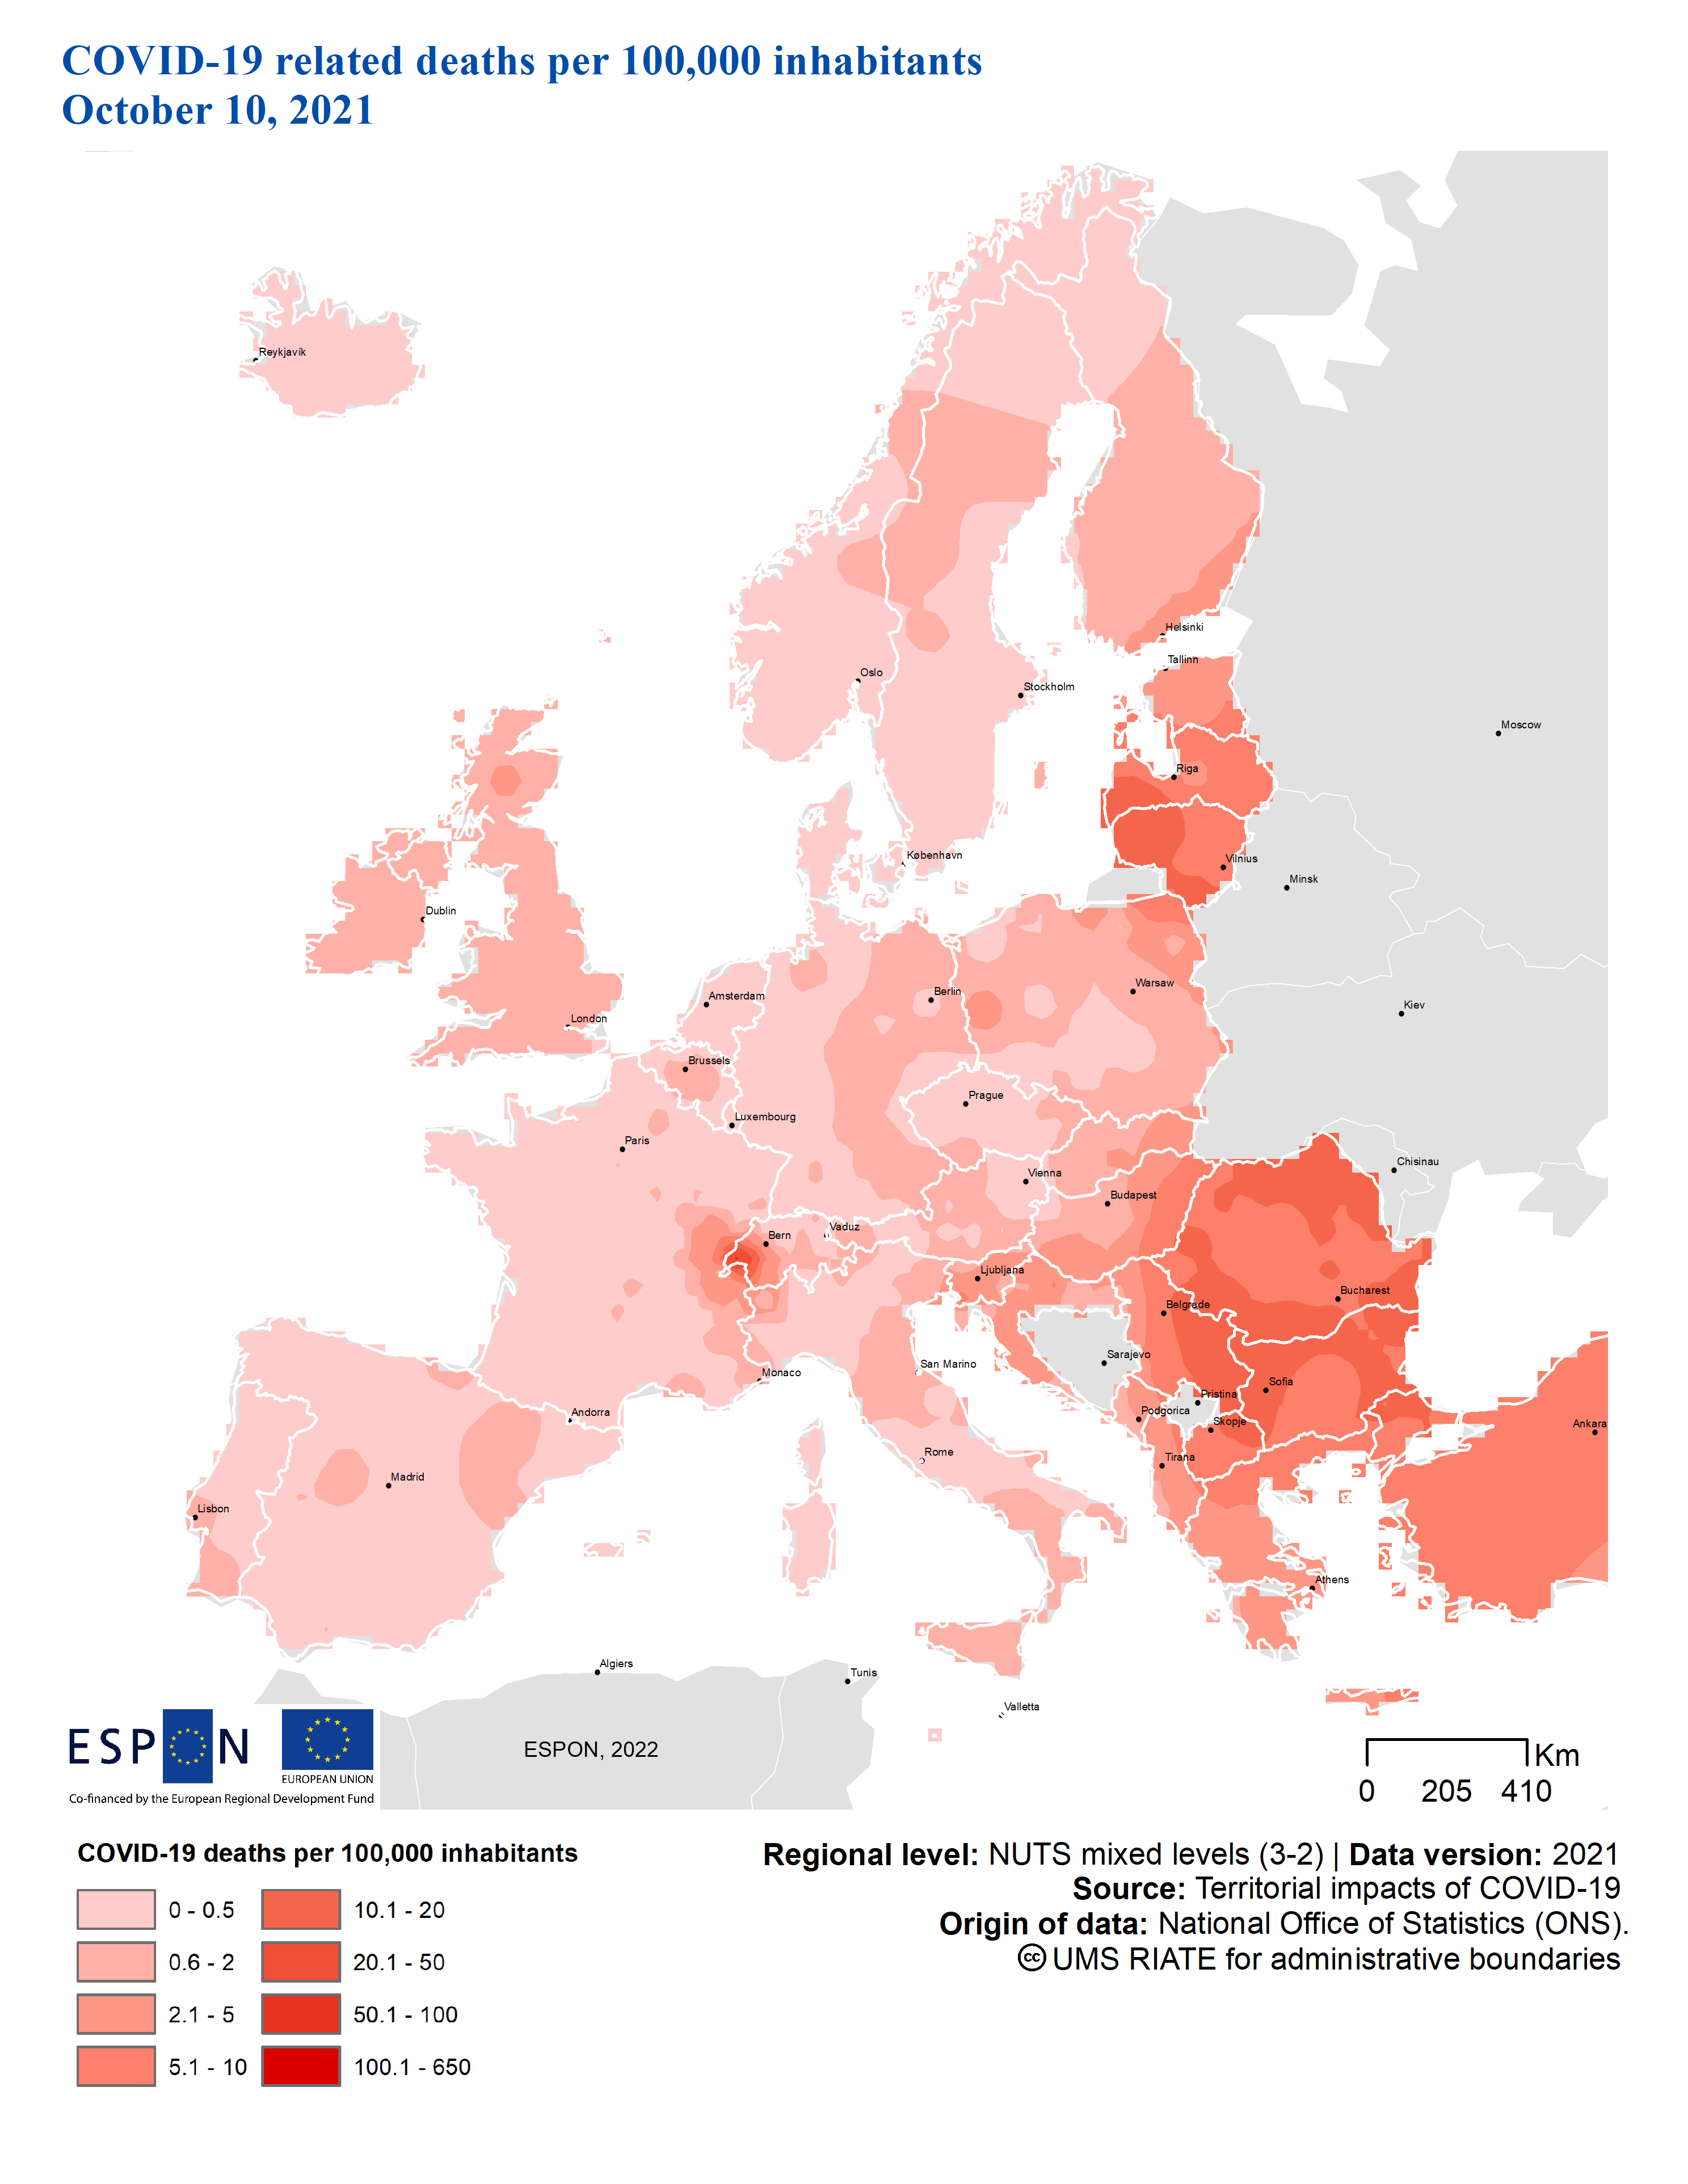 COVID-19 related deaths per 100,000 inhabitants
October 10, 2021
Reykjavík
Helsinki
Tallinn
Oslo
Stockholm
Moscow
Riga
København
Vilnius
Minsk
Dublin
Amsterdam
Berlin
Warsaw
Kiev
London
Brussels
Prague
Luxembourg
Paris
Chisinau
Vienna
Budapest
Vaduz
Bern
Ljubljana
Bucharest
Belgrade
Sarajevo
San Marino
Monaco
Sofia
Pristina
Andorra
Podgorica
Skopje
Ankara
Rome
Tirana
Madrid
Lisbon
Athens
Algiers
Tunis
Valletta
ESPON
EUROPEAN UNION
Co-financed by the European Regional Development Fund
ESPON, 2022
Km
0 205 410
COVID-19 deaths per 100,000 inhabitants
0 - 0.5
0.6 - 2
2.1 - 5
5.1 - 10
10.1 - 20
20.1 - 50
50.1 - 100
100.1 - 650
Regional level: NUTS mixed levels (3-2) | Data version: 2021
Source: Territorial impacts of COVID-19
Origin of data: National Office of Statistics (ONS).
cc UMS RIATE for administrative boundaries